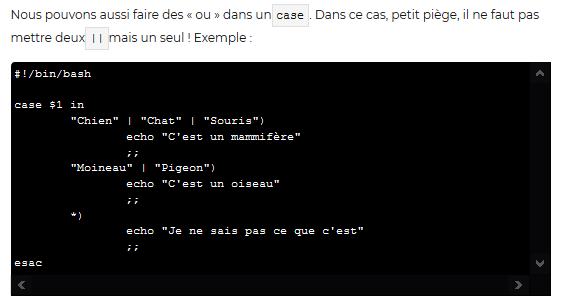 Nous pouvons aussi faire des « ou » dans un case . Dans ce cas, petit piège, il ne faut pas
mettre deux || mais un seul ! Exemple :
#!/bin/bash
case $1 in
        "Chien" | "Chat" | "Souris")
                echo "C'est un mammifère"
                ;;
        "Moineau" | "Pigeon")
                echo "C'est un oiseau"
                ;;
        *)
                echo "Je ne sais pas ce que c'est"
                ;;
esac